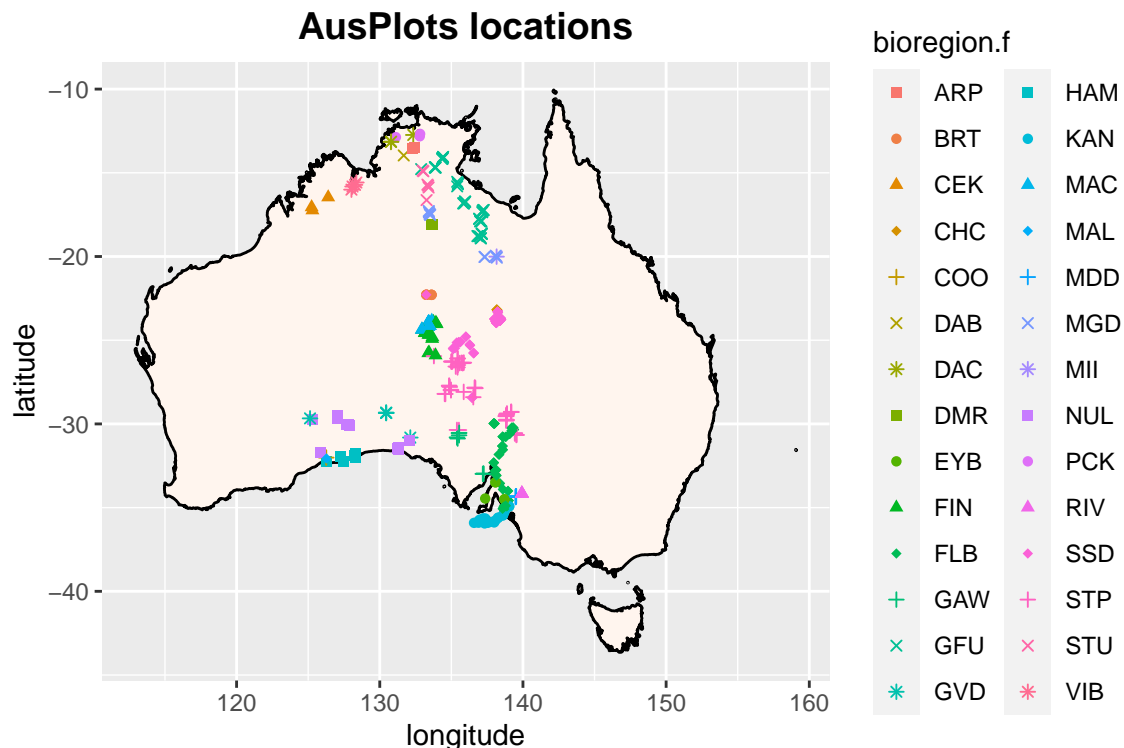 AusPlots locations
bioregion.f
ARP
BRT
CEK
CHC
COO
DAB
DAC
DMR
EYB
FIN
FLB
GAW
GFU
GVD
HAM
KAN
MAC
MAL
MDD
MGD
MII
NUL
PCK
RIV
SSD
STP
STU
VIB
latitude
−10
−20
−30
−40
120
130
140
150
160
longitude